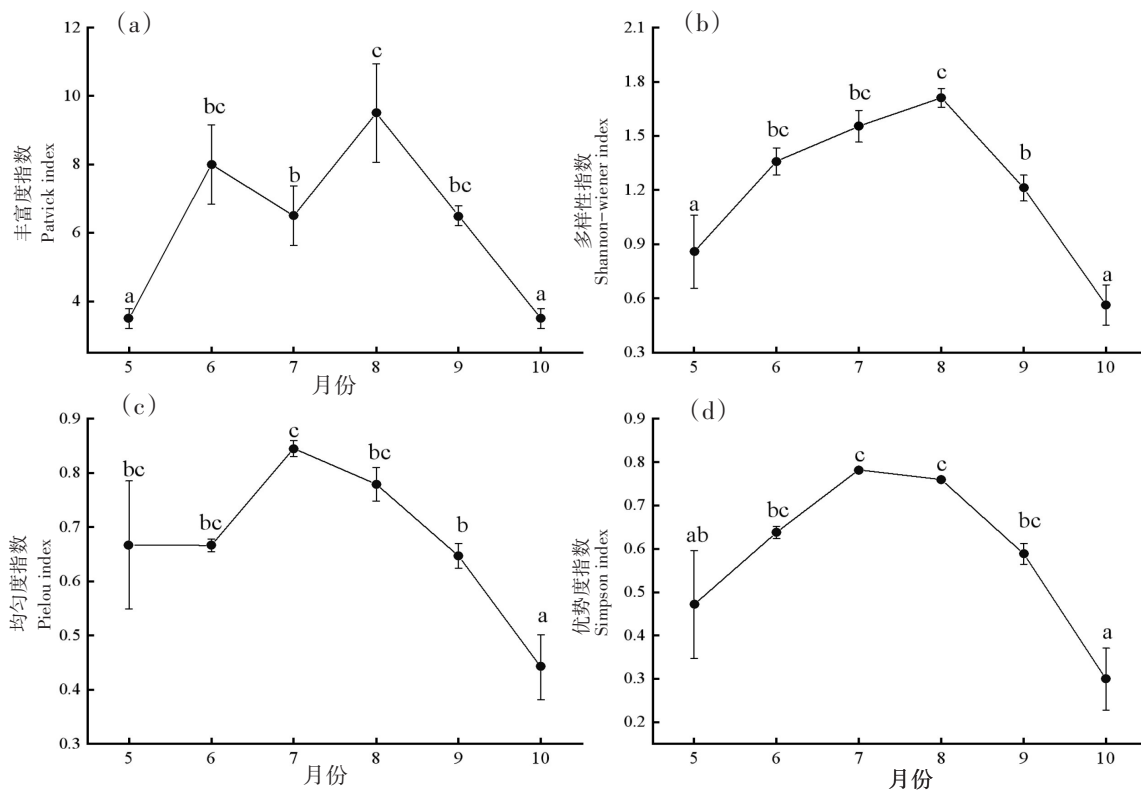 (a)
12
10
8
6
4
丰富度指数
Patvick index
a
bc
b
c
bc
a
5
6
7
8
9
10
月份
(b)
2.1
1.8
1.5
1.2
0.9
0.6
0.3
多样性指数
Shannon-wiener index
a
bc
bc
c
b
a
5
6
7
8
9
10
(c)
0.9
0.8
0.7
0.6
0.5
0.4
0.3
均匀度指数
Pielou index
bc
bc
c
bc
b
a
5
6
7
8
9
10
月份
(d)
0.9
0.8
0.7
0.6
0.5
0.4
0.3
0.2
优势度指数
Simpson index
ab
bc
c
c
bc
a
5
6
7
8
9
10
月份